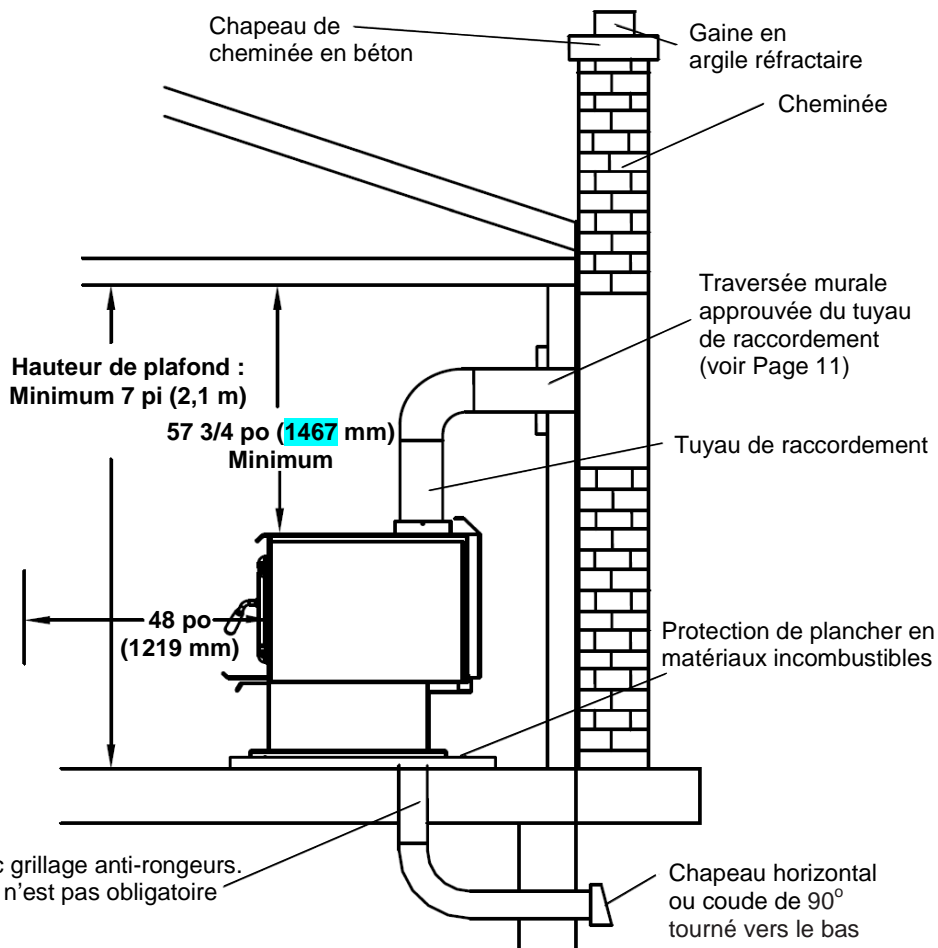 Chapeau de
cheminée en béton
Gaine en
argile réfractaire
Cheminée
Traversée murale
approuvée du tuyau
de raccordement
(voir Page 11)
Hauteur de plafond :
Minimum 7 pi (2,1 m)
57 3/4 po (1467 mm)
Minimum
Tuyau de raccordement
48 po
(1219 mm)
Protection de plancher en
matériaux incombustibles
c grillage anti-rongeurs.
n’est pas obligatoire
Chapeau horizontal
ou coude de 90°
tourné vers le bas